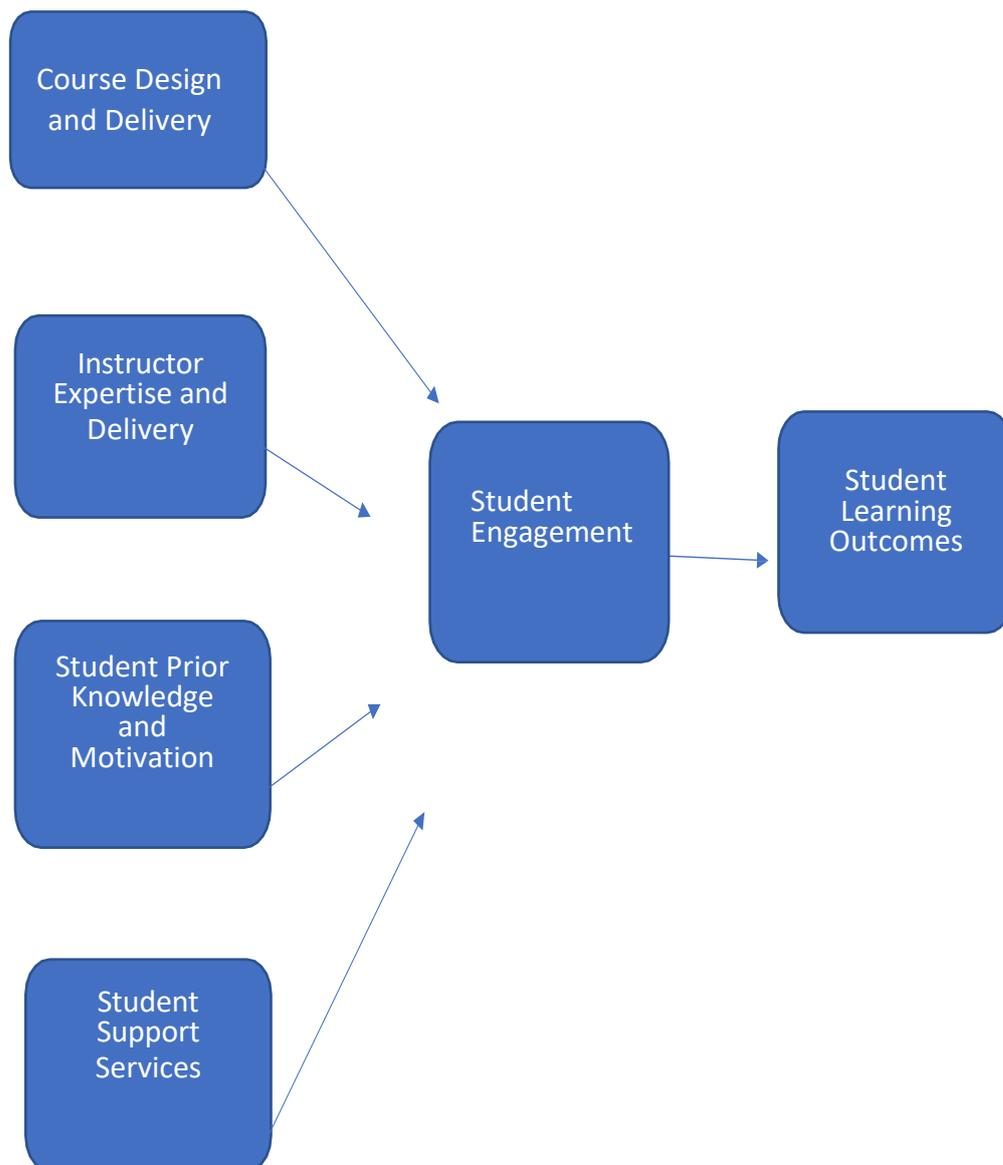 Course Design
and Delivery
Instructor
Expertise and
Delivery
Student
Engagement
Student
Learning
Outcomes
Student Prior
Knowledge
and
Motivation
Student
Support
Services